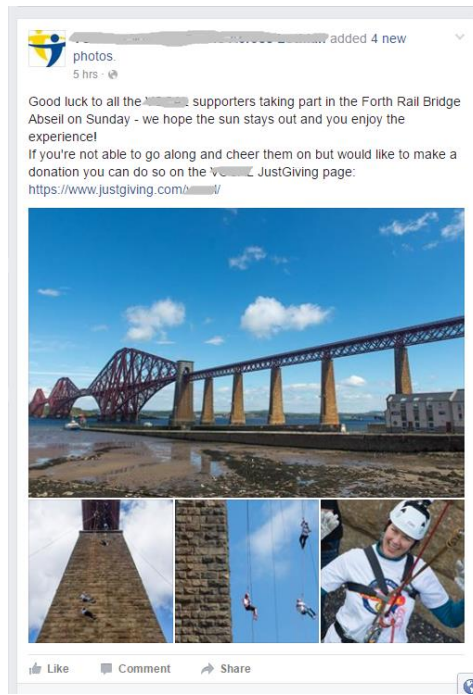 added 4 new
photos.
5 hrs ·
Good luck to all the supporters taking part in the Forth Rail Bridge
Abseil on Sunday - we hope the sun stays out and you enjoy the
experience!
If you're not able to go along and cheer them on but would like to make a
donation you can do so on the JustGiving page:
https://www.justgiving.com/
Like Comment Share